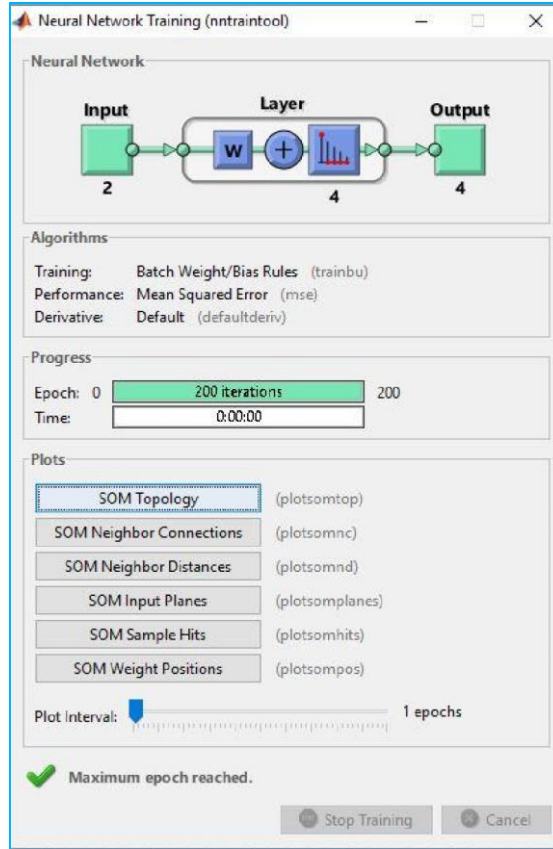 Neural Network Training (nntraintool)
Neural Network
Input Layer Output
W +
2 4 4
Algorithms
Training: Batch Weight/Bias Rules (trainbu)
Performance: Mean Squared Error (mse)
Derivative: Default (defaultderiv)
Progress
Epoch: 0 200 iterations 200
Time: 0:00:00
Plots
SOM Topology (plotsomtop)
SOM Neighbor Connections (plotsomnc)
SOM Neighbor Distances (plotsomnd)
SOM Input Planes (plotsomplanes)
SOM Sample Hits (plotsomhits)
SOM Weight Positions (plotsompos)
Plot Interval: 1 epochs
Maximum epoch reached.
Stop Training Cancel